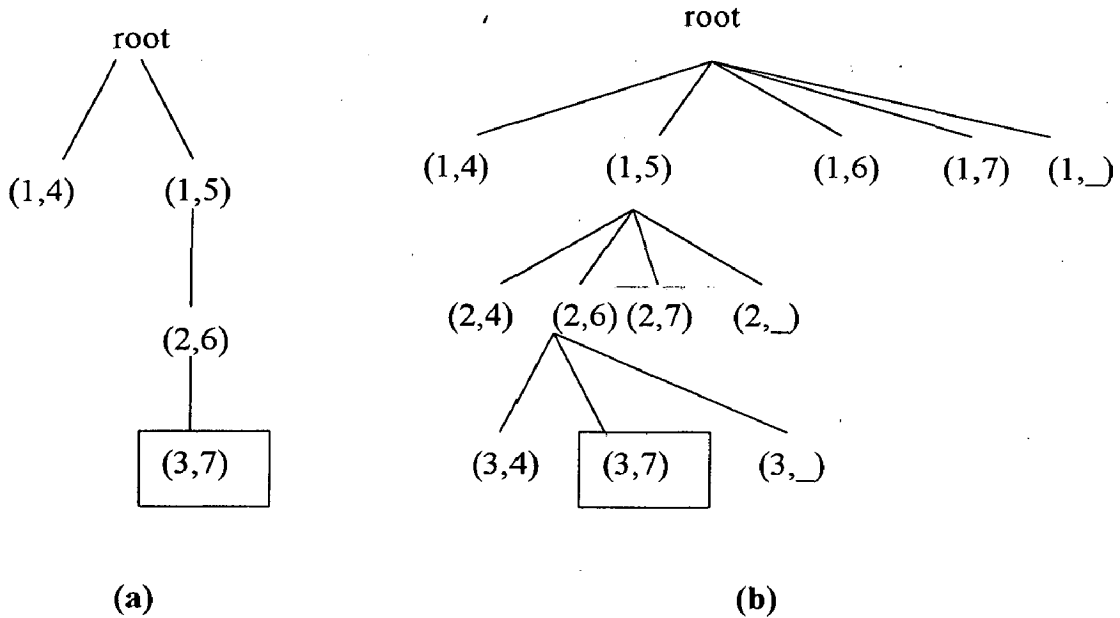 root
(1,4) (1,5)
(2,6)
(3,7)
(a)
root
(1,4) (1,5) (1,6) (1,7) (1,_)
(2,4) (2,6) (2,7) (2,_)
(3,4) (3,7) (3,_)
(b)